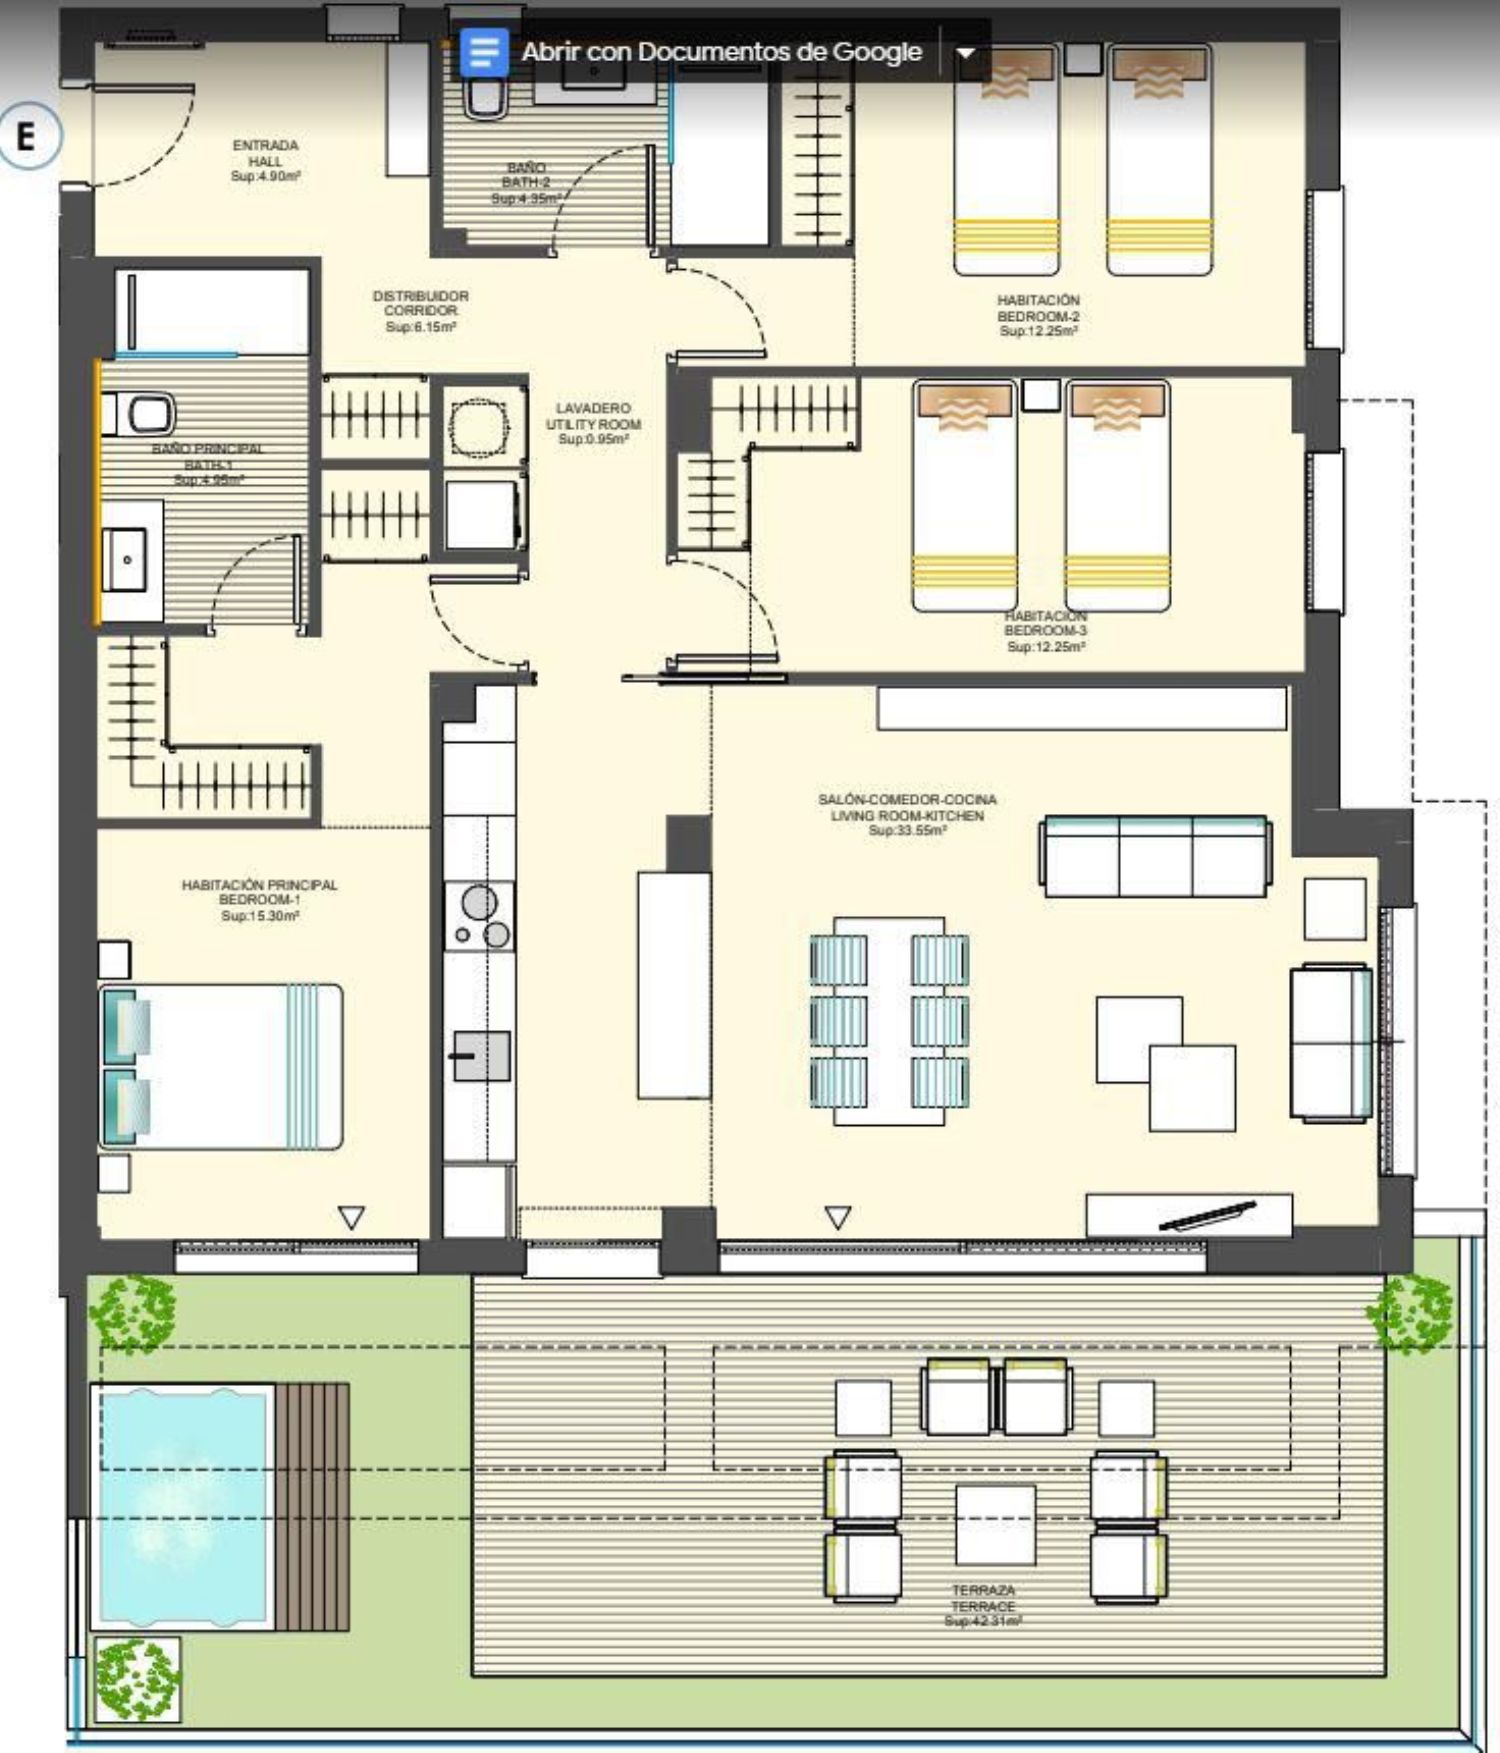 Abrir con Documentos de Google
E
ENTRADA
HALL
Sup:4.90m²
BAÑO
BATH-2
Sup:4.35m²
DISTRIBUIDOR
CORRIDOR
Sup:6.15m²
HABITACIÓN
BEDROOM-2
Sup:12.25m²
LAVADERO
UTILITY ROOM
Sup:0.95m²
BAÑO PRINCIPAL
BATH-1
Sup:4.95m²
HABITACIÓN
BEDROOM-3
Sup:12.25m²
SALÓN-COMEDOR-COCINA
LIVING ROOM-KITCHEN
Sup:33.55m²
HABITACIÓN PRINCIPAL
BEDROOM-1
Sup:15.30m²
TERRAZA
TERRACE
Sup:42.31m²